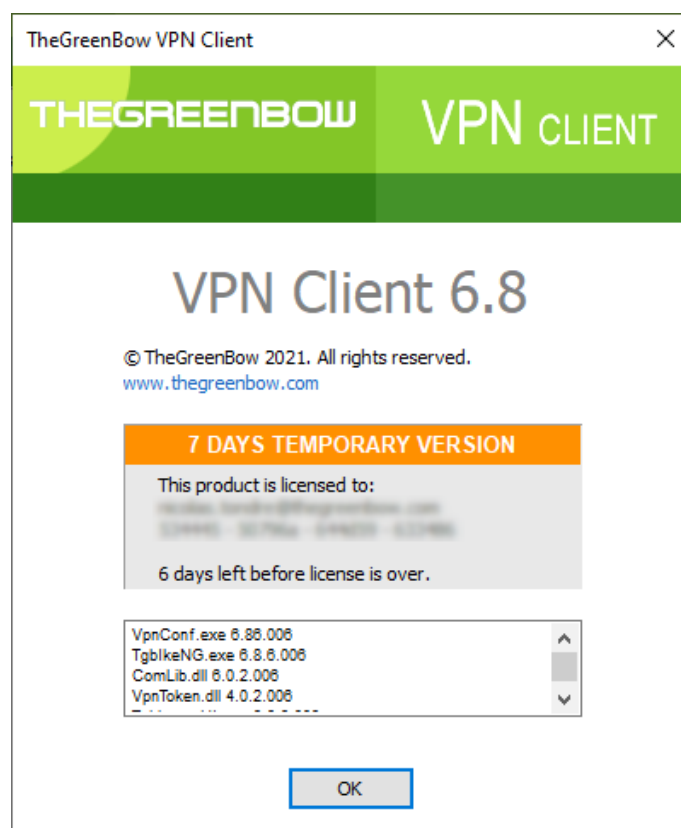 TheGreenBow VPN Client
THEGREENBOW
VPN CLIENT
VPN Client 6.8
© TheGreenBow 2021. All rights reserved.
www.thegreenbow.com
7 DAYS TEMPORARY VERSION
This product is licensed to:
6 days left before license is over.
VpnConf.exe 6.86.006
TgbIkeNG.exe 6.8.6.006
ComLib.dll 6.0.2.006
VpnToken.dll 4.0.2.006
OK